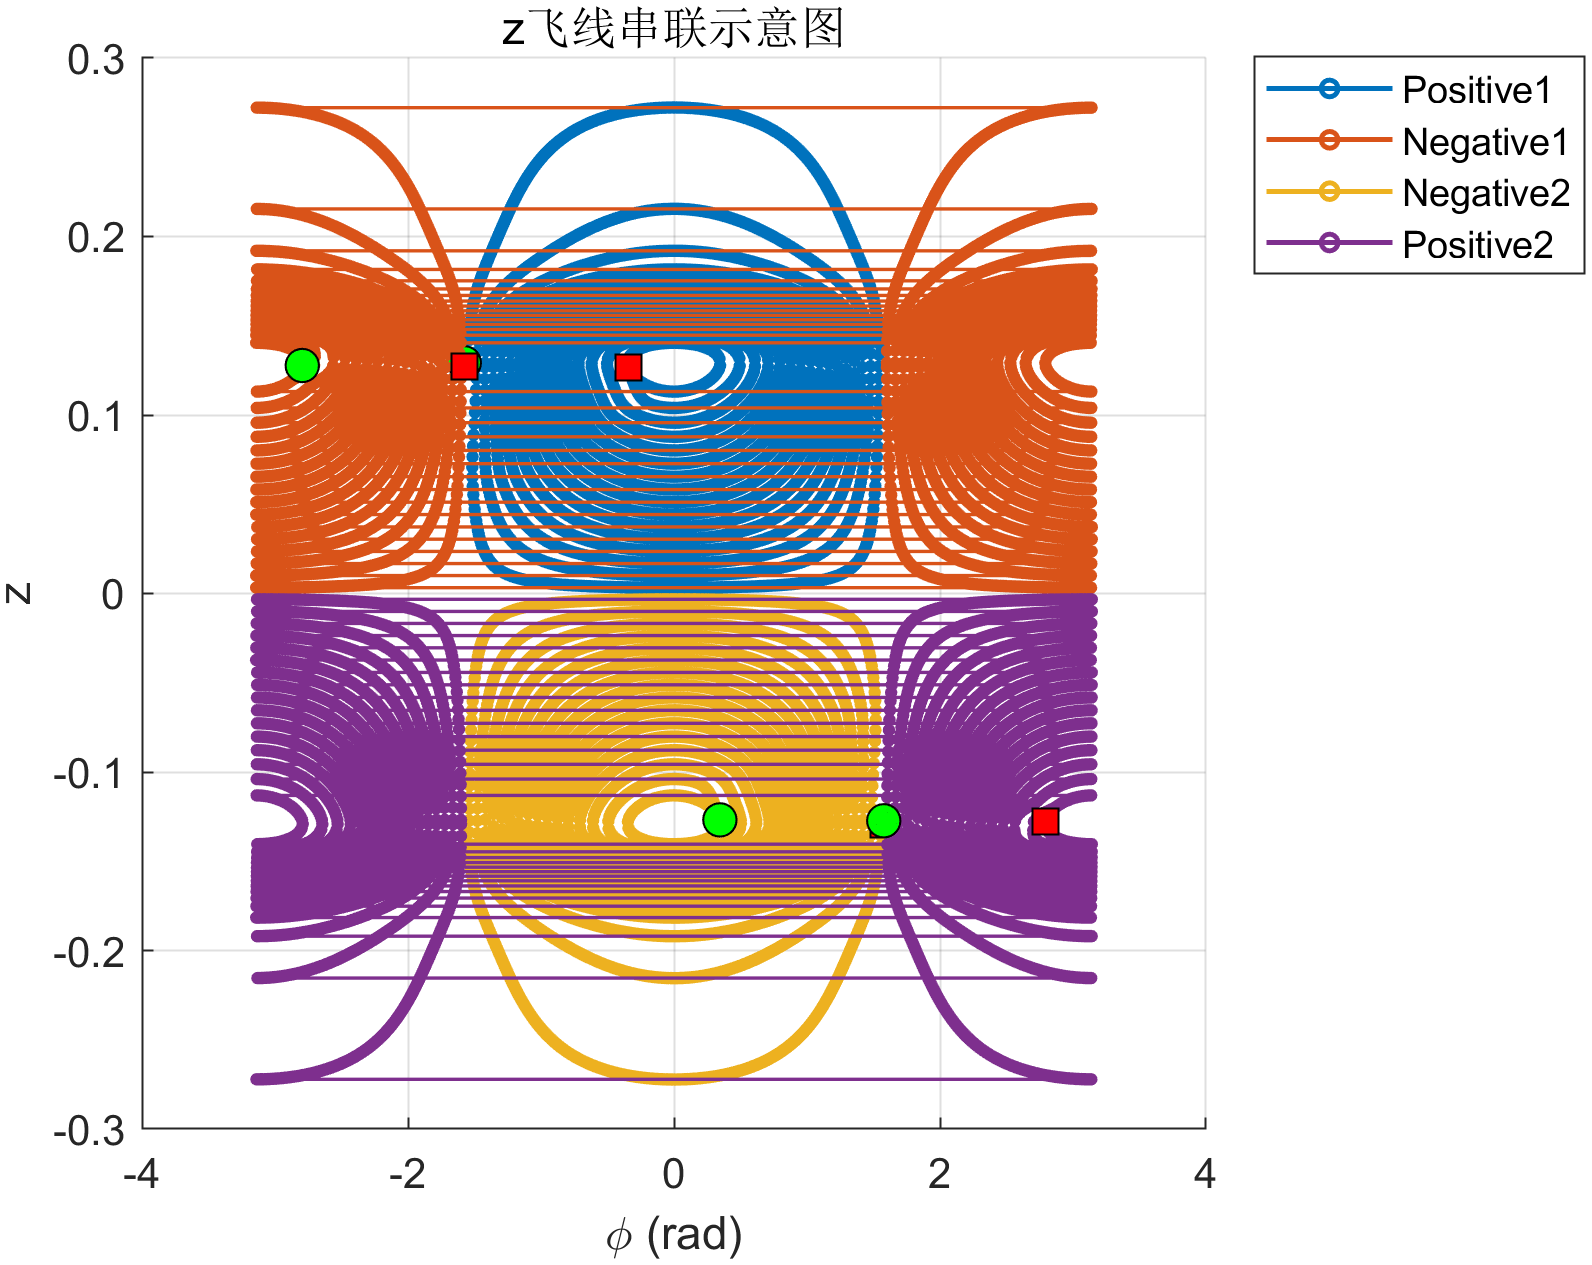 z飞线串联示意图
0.3
0.2
0.1
0
-0.1
-0.2
-0.3
z
-4
-2
0
2
4
ϕ (rad)
Positive1
Negative1
Negative2
Positive2